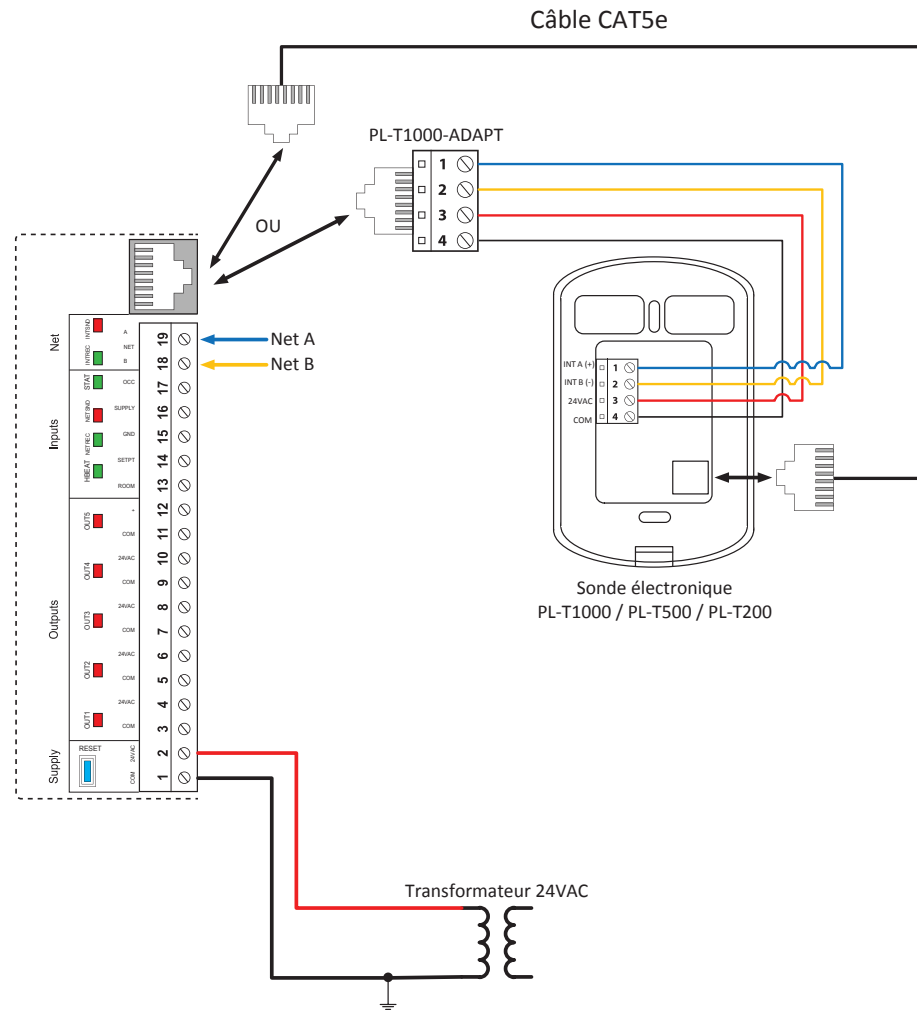 Câble CAT5e
PL-T1000-ADAPT
1
2
3
4
OU
Net
INTSND
A
INTREC
NET
B
19
Net A
18
Net B
Inputs
STAT
OCC
17
NETSND
SUPPLY
16
NETREC
GND
15
HBEAT
SETPT
14
ROOM
13
Outputs
OUT5
+
12
COM
11
OUT4
24VAC
10
COM
9
OUT3
24VAC
8
COM
7
OUT2
24VAC
6
COM
5
OUT1
24VAC
4
COM
3
Supply
RESET
24VAC
2
COM
1
INT A (+)
1
INT B (-)
2
24VAC
3
COM
4
Sonde électronique
PL-T1000 / PL-T500 / PL-T200
Transformateur 24VAC